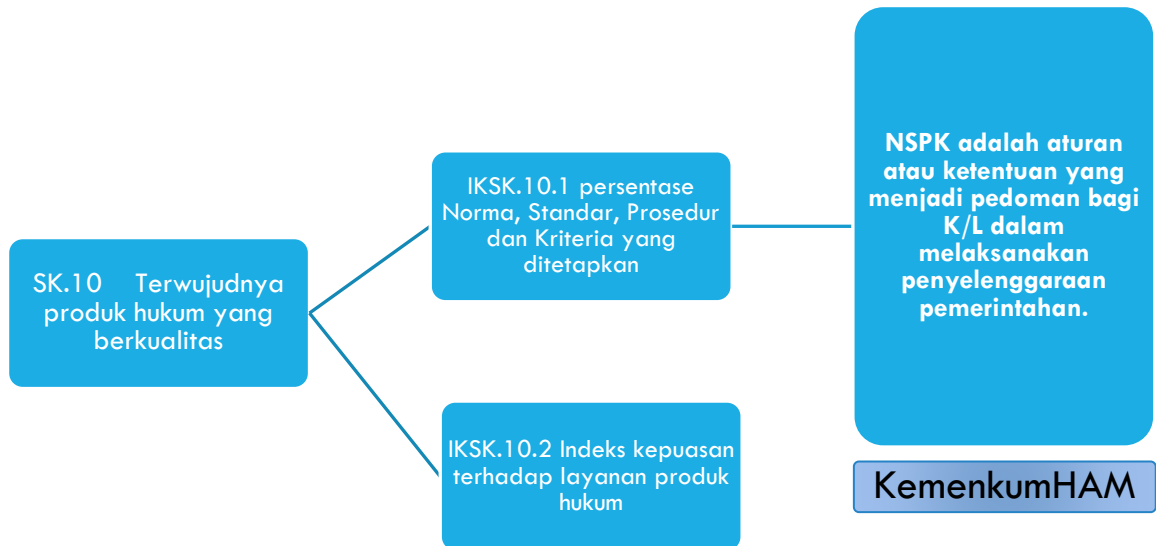 SK.10 Terwujudnya
produk hukum yang
berkualitas
IKSK.10.1 persentase
Norma, Standar, Prosedur
dan Kriteria yang
ditetapkan
IKSK.10.2 Indeks kepuasan
terhadap layanan produk
hukum
NSPK adalah aturan
atau ketentuan yang
menjadi pedoman bagi
K/L dalam
melaksanakan
penyelenggaraan
pemerintahan.
KemenkumHAM